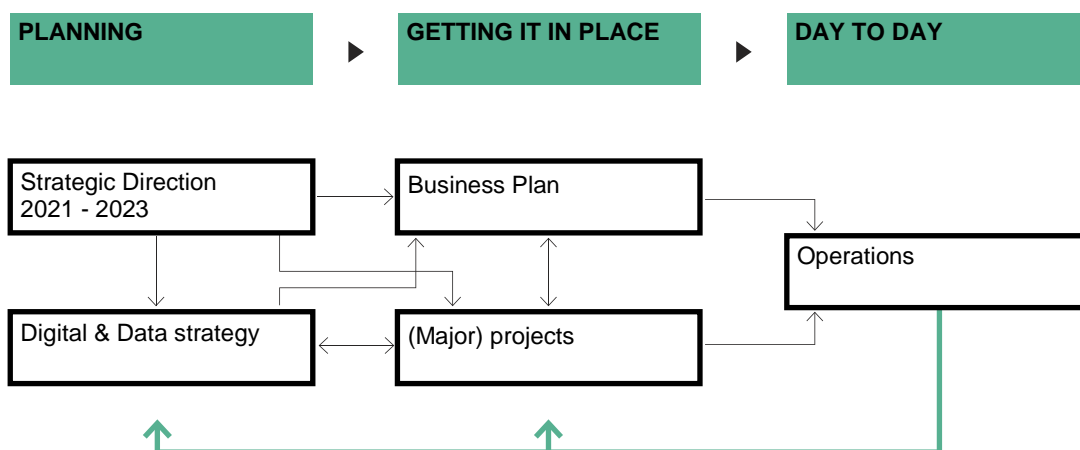 PLANNING
GETTING IT IN PLACE
DAY TO DAY
Strategic Direction
2021 - 2023
Business Plan
Operations
Digital & Data strategy
(Major) projects